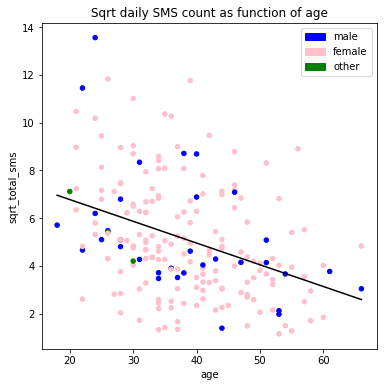 Sqrt daily SMS count as function of age
14
12
10
8
6
4
2
sqrt_total_sms
male
female
other
20
30
40
50
60
age